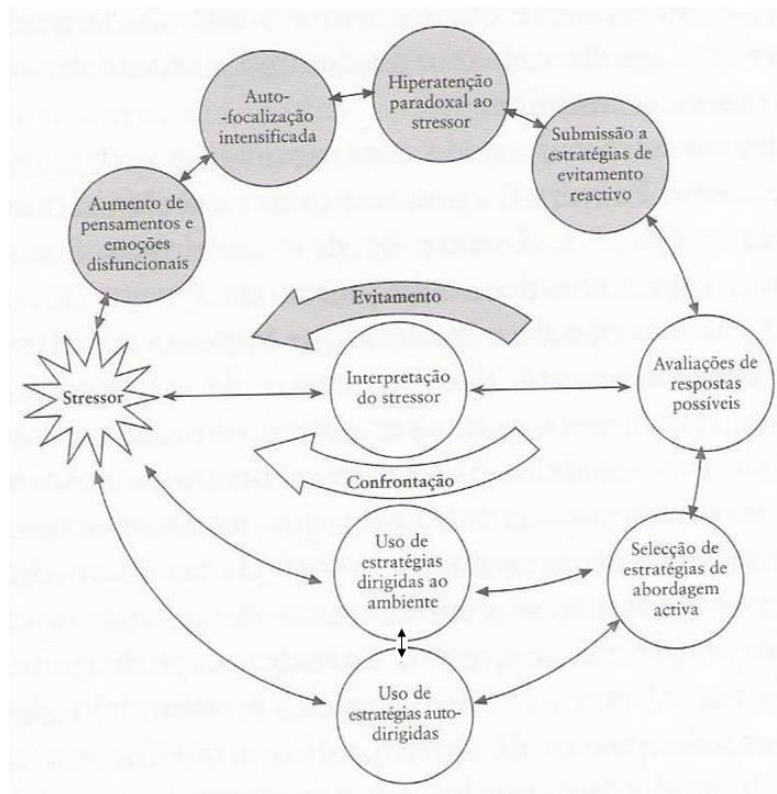 Hiperatenção
paradoxal ao
stressor
Auto-
-focalização
intensificada
Submissão a
estratégias de
evitamento
reactivo
Aumento de
pensamentos e
emoções
disfuncionais
Evitamento
Stressor
Interpretação
do stressor
Avaliações de
respostas
possíveis
Confrontação
Uso de
estratégias
dirigidas ao
ambiente
Selecção de
estratégias de
abordagem
activa
Uso de
estratégias auto-
dirigidas